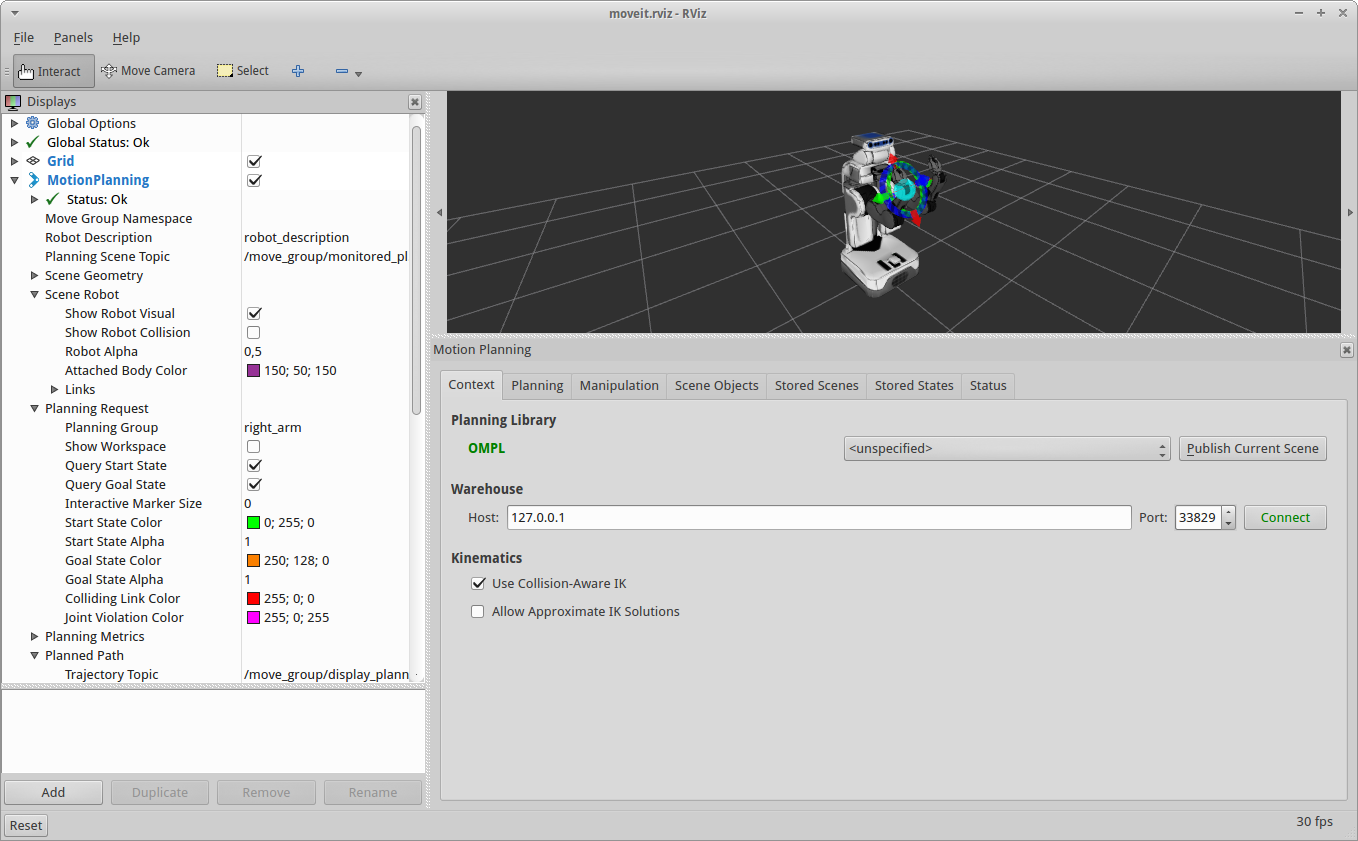 moveit.rviz - RViz
File Panels Help
Interact Move Camera Select
Displays
Global Options
Global Status: Ok
Grid
MotionPlanning
Status: Ok
Move Group Namespace
Robot Description robot_description
Planning Scene Topic /move_group/monitored_pl
Scene Geometry
Scene Robot
Show Robot Visual
Show Robot Collision
Robot Alpha 0,5
Attached Body Color 150; 50; 150
Links
Planning Request
Planning Group right_arm
Show Workspace
Query Start State
Query Goal State
Interactive Marker Size 0
Start State Color 0; 255; 0
Start State Alpha 1
Goal State Color 250; 128; 0
Goal State Alpha 1
Colliding Link Color 255; 0; 0
Joint Violation Color 255; 0; 255
Planning Metrics
Planned Path
Trajectory Topic /move_group/display_plann
Add Duplicate Remove Rename
Reset
Motion Planning
Context Planning Manipulation Scene Objects Stored Scenes Stored States Status
Planning Library
OMPL <unspecified> Publish Current Scene
Warehouse
Host: 127.0.0.1 Port: 33829 Connect
Kinematics
Use Collision-Aware IK
Allow Approximate IK Solutions
30 fps